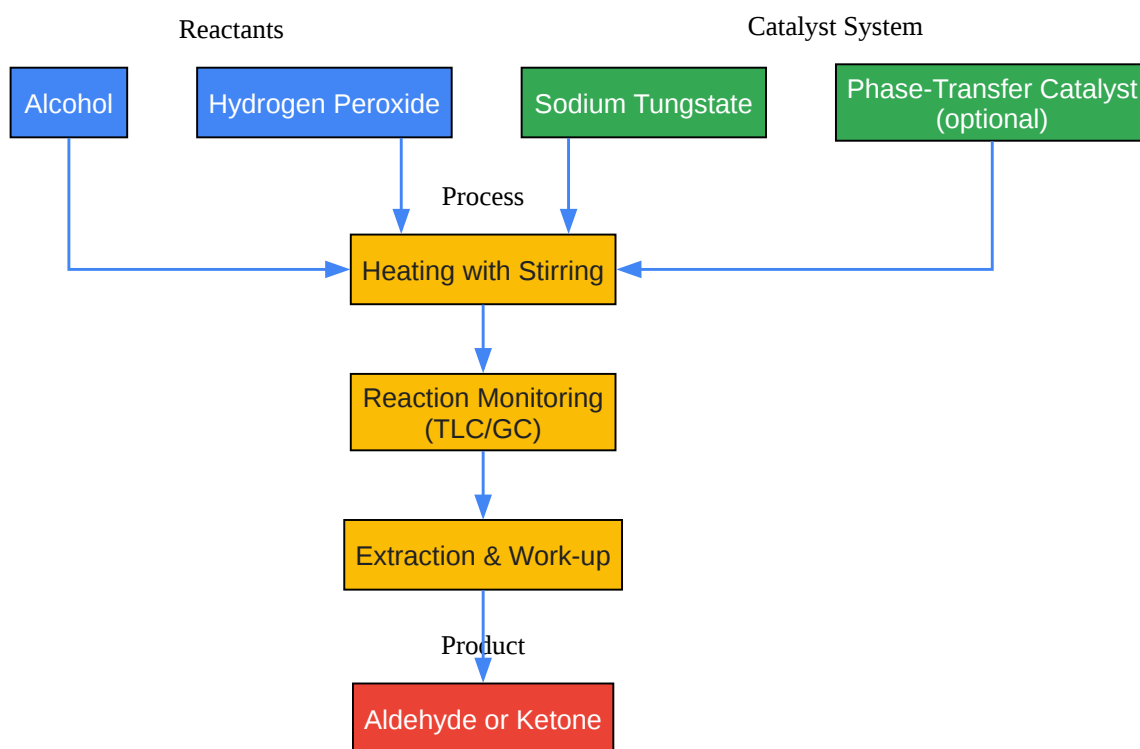 Reactants
Catalyst System
Alcohol
Hydrogen Peroxide
Sodium Tungstate
Phase-Transfer Catalyst
(optional)
Process
Heating with Stirring
Reaction Monitoring
(TLC/GC)
Extraction & Work-up
Product
Aldehyde or Ketone